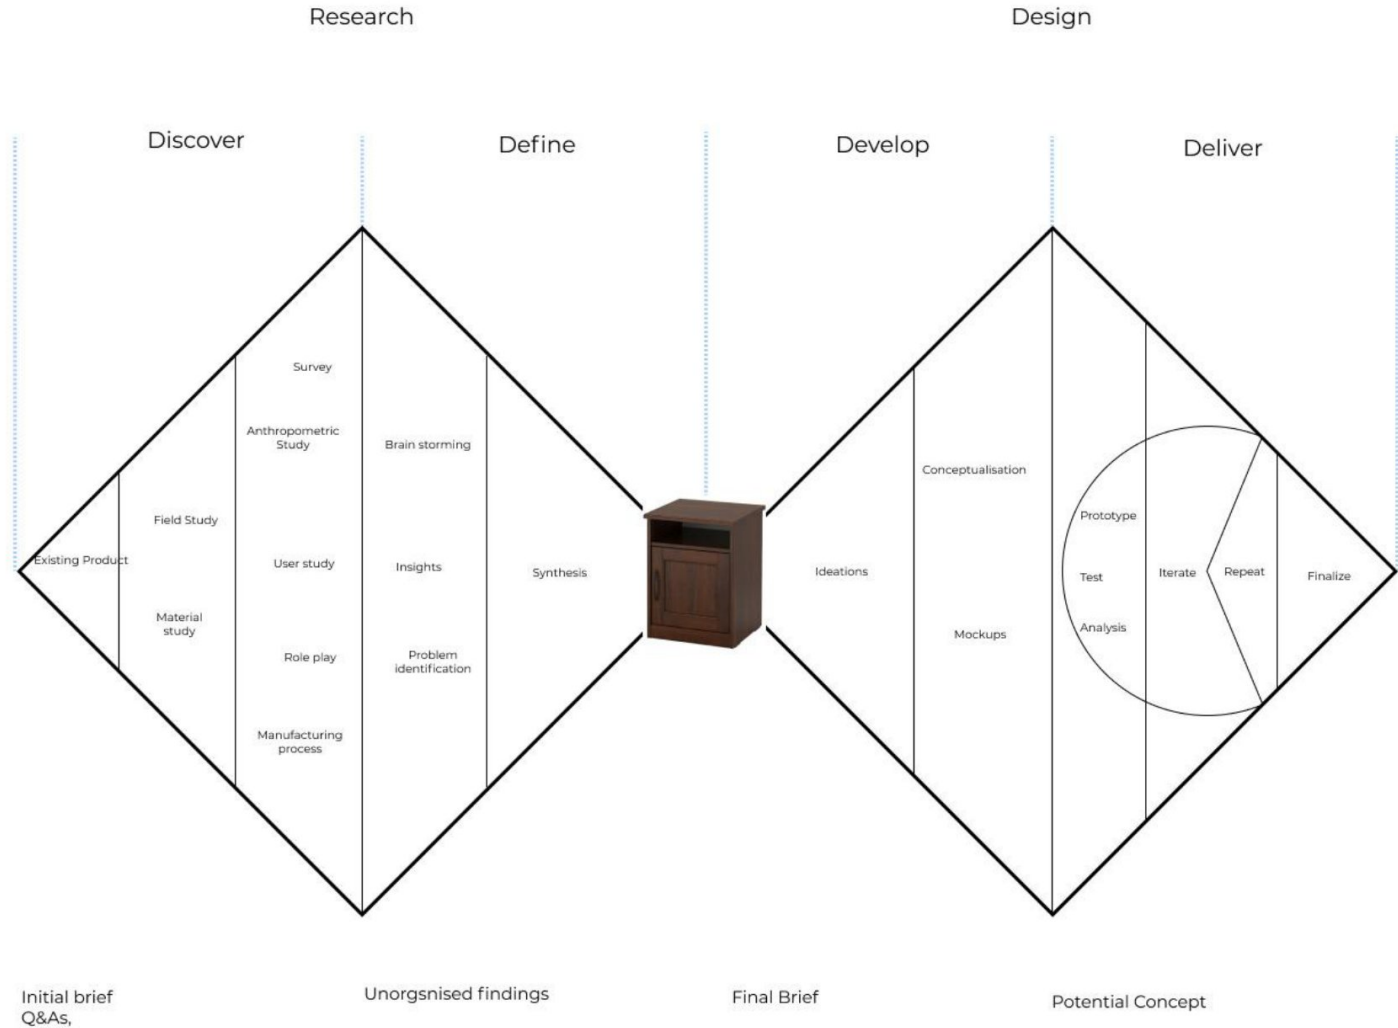 Research
Design
Discover
Define
Develop
Deliver
Existing Product
Field Study
Material
study
Survey
Anthropometric
Study
User study
Role play
Manufacturing
process
Brain storming
Insights
Problem
identification
Synthesis
Ideations
Conceptualisation
Mockups
Prototype
Test
Analysis
Iterate
Repeat
Finalize
Initial brief
Q&As,
Unorgsnised findings
Final Brief
Potential Concept